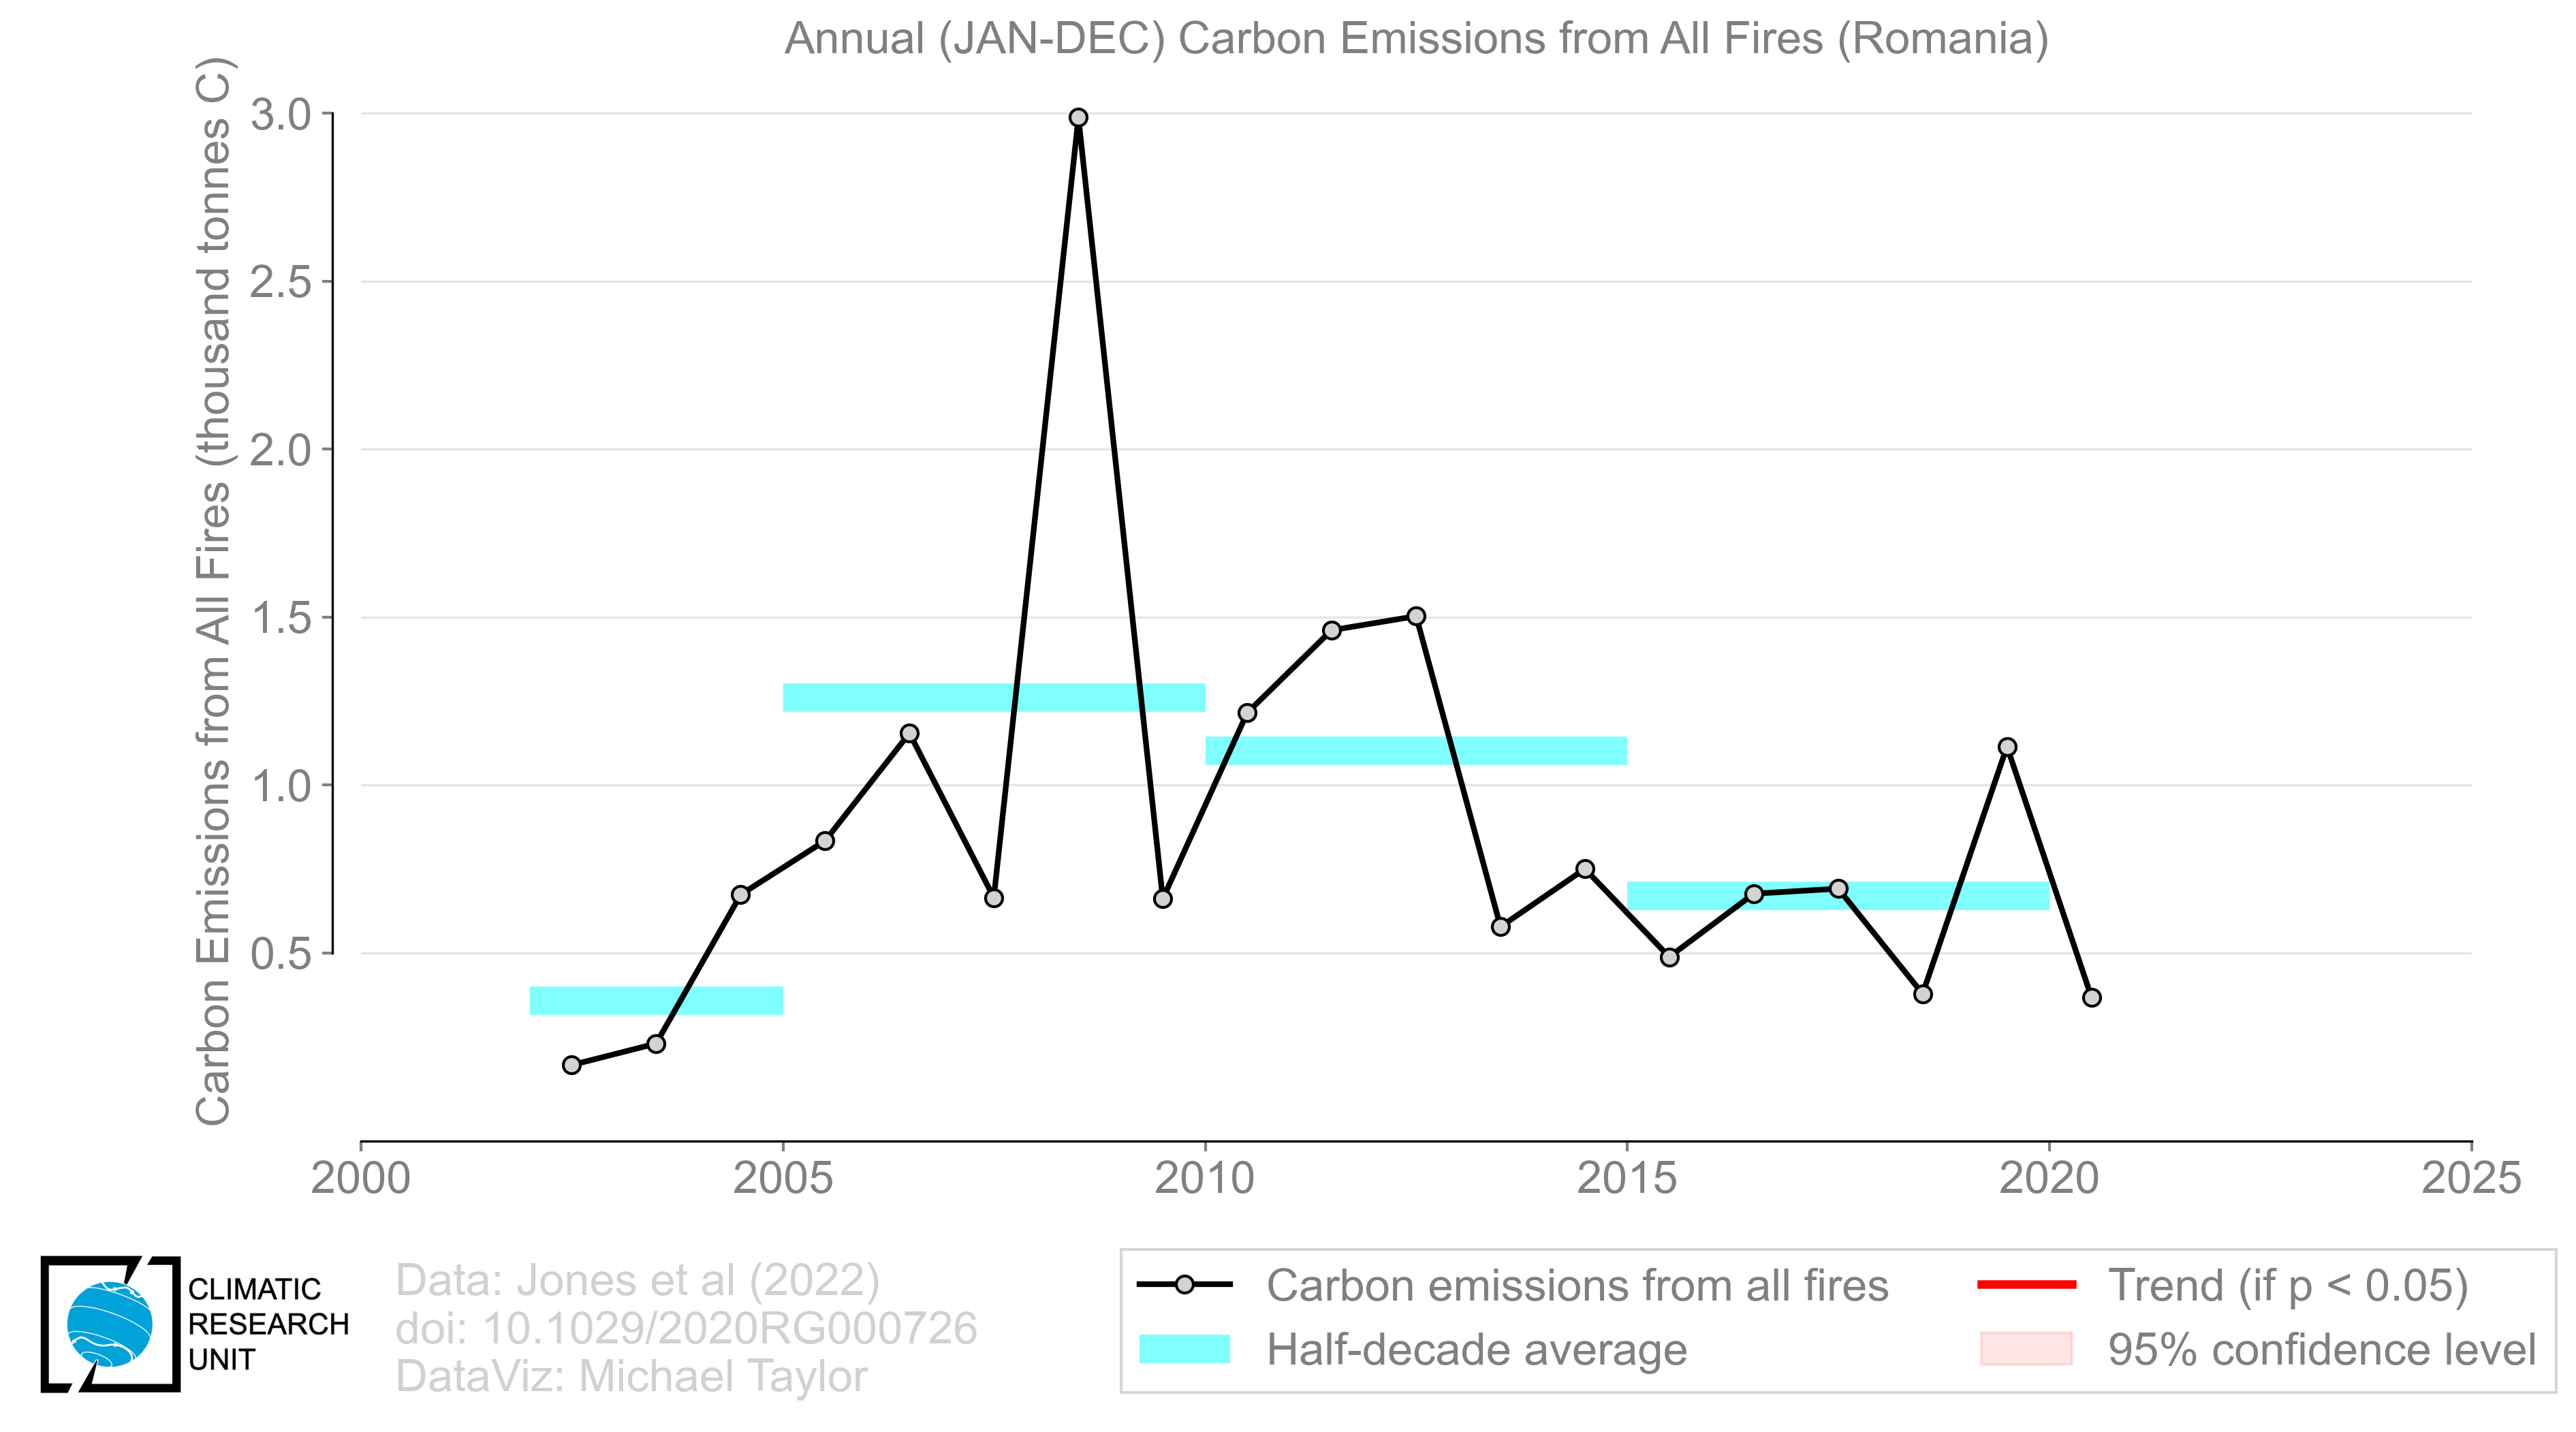 Annual (JAN-DEC) Carbon Emissions from All Fires (Romania)
Carbon Emissions from All Fires (thousand tonnes C)
3.0
2.5
2.0
1.5
1.0
0.5
2000 2005 2010 2015 2020 2025
CLIMATIC
RESEARCH
UNIT
Data: Jones et al (2022)
doi: 10.1029/2020RG000726
DataViz: Michael Taylor
Carbon emissions from all fires
Half-decade average
Trend (if p < 0.05)
95% confidence level